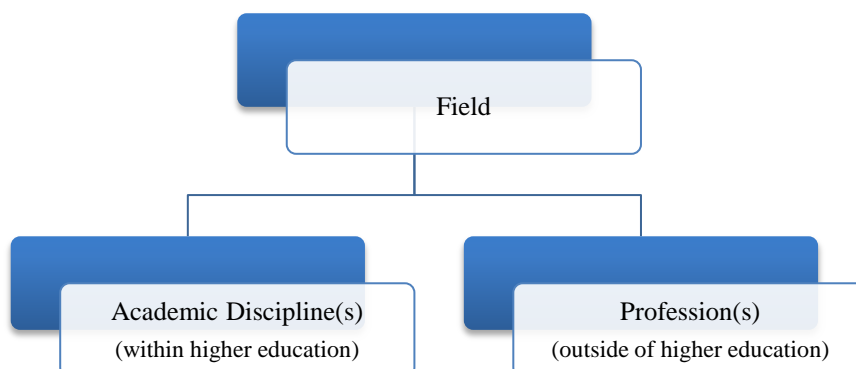 Field
Academic Discipline(s)
(within higher education)
Profession(s)
(outside of higher education)